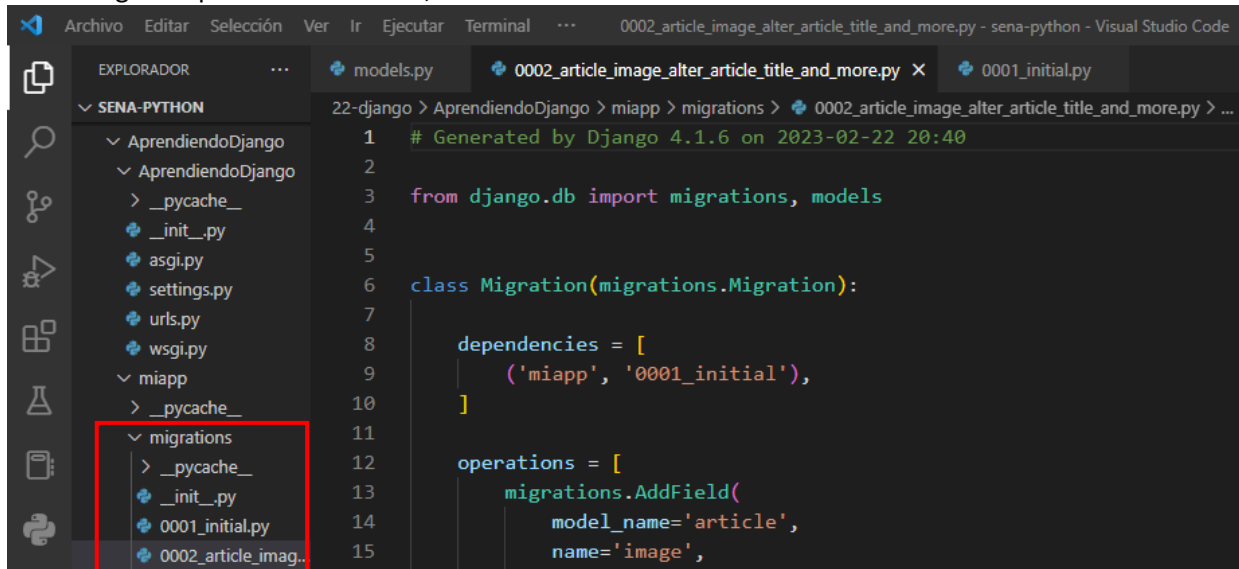 Archivo Editar Selección Ver Ir Ejecutar Terminal ··· 0002_article_image_alter_article_title_and_more.py - sena-python - Visual Studio Code
EXPLORADOR ···
SENA-PYTHON
AprendiendoDjango
AprendiendoDjango
__pycache__
__init__.py
asgi.py
settings.py
urls.py
wsgi.py
miapp
__pycache__
migrations
__pycache__
__init__.py
0001_initial.py
0002_article_imag...
models.py 0002_article_image_alter_article_title_and_more.py × 0001_initial.py
22-django > AprendiendoDjango > miapp > migrations > 0002_article_image_alter_article_title_and_more.py > ...
1 # Generated by Django 4.1.6 on 2023-02-22 20:40
2
3 from django.db import migrations, models
4
5
6 class Migration(migrations.Migration):
7
8 dependencies = [
9 ('miapp', '0001_initial'),
10 ]
11
12 operations = [
13 migrations.AddField(
14 model_name='article',
15 name='image',